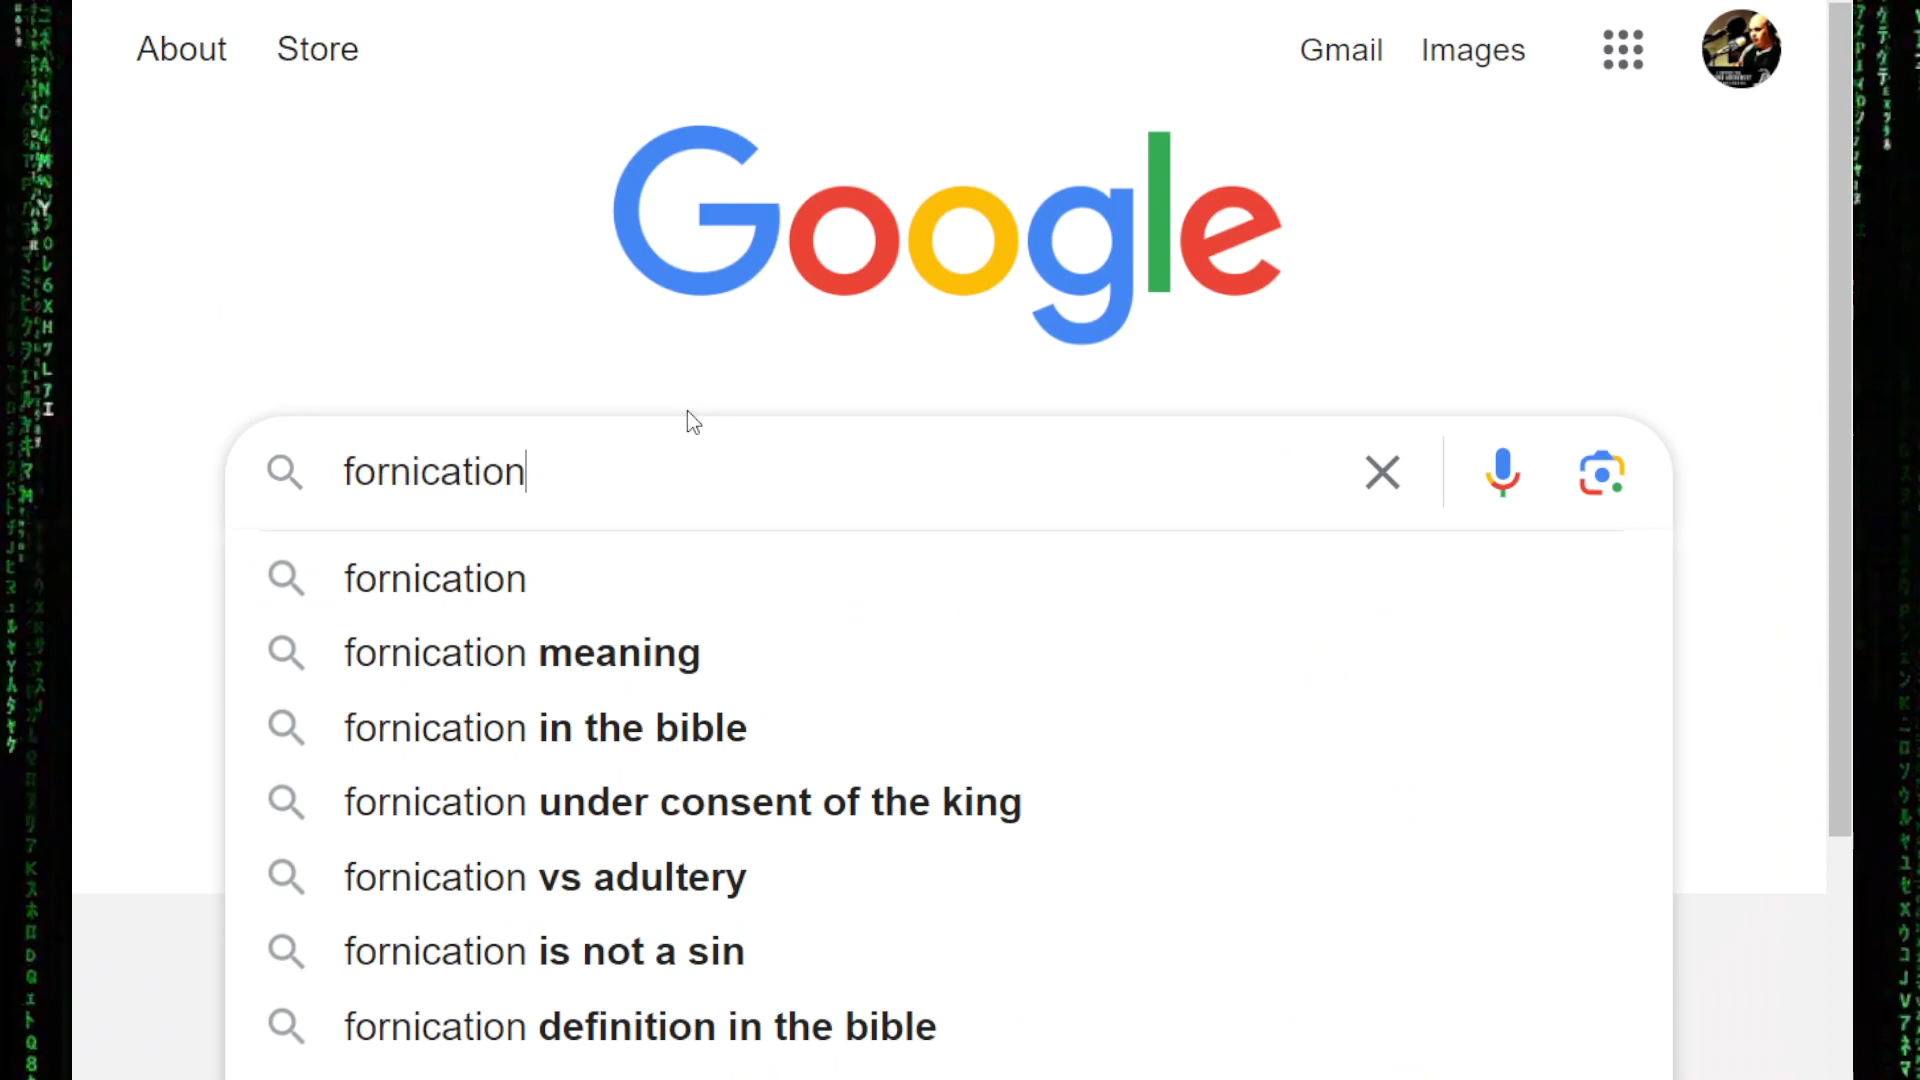 About Store Gmail Images
Google
fornication
fornication
fornication meaning
fornication in the bible
fornication under consent of the king
fornication vs adultery
fornication is not a sin
fornication definition in the bible